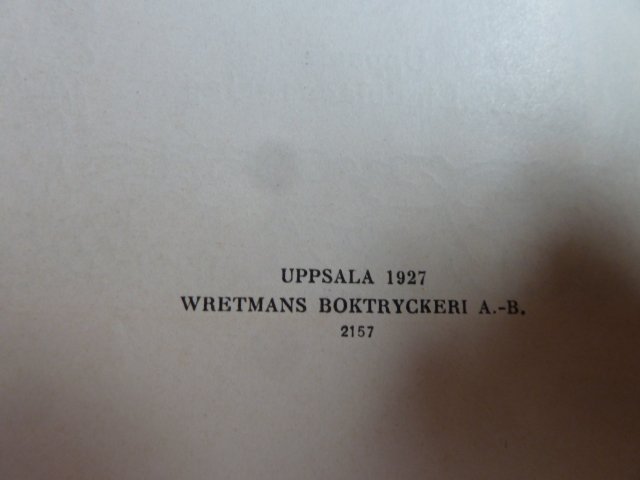 UPPSALA 1927
WRETMANS BOKTRYCKERI A.-B.
2157